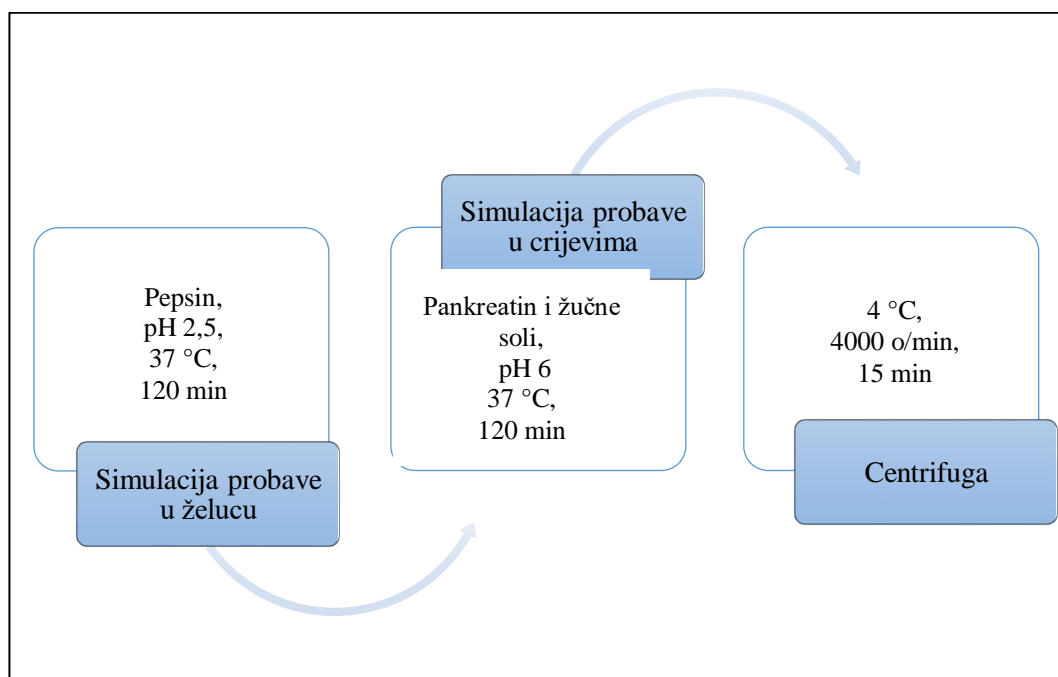 Pepsin,
pH 2,5,
37 °C,
120 min
Simulacija probave
u želucu
Simulacija probave
u crijevima
Pankreatin i žučne
soli,
pH 6
37 °C,
120 min
4 °C,
4000 o/min,
15 min
Centrifuga